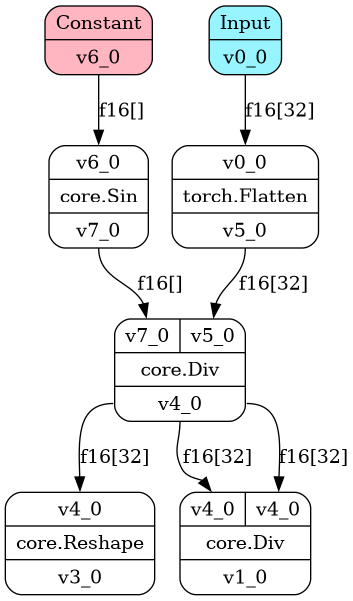 Constant
v6_0
Input
v0_0
f16[]
f16[32]
v6_0
core.Sin
v7_0
v0_0
torch.Flatten
v5_0
f16[]
f16[32]
v7_0
v5_0
core.Div
v4_0
f16[32]
f16[32]
f16[32]
v4_0
core.Reshape
v3_0
v4_0
v4_0
core.Div
v1_0